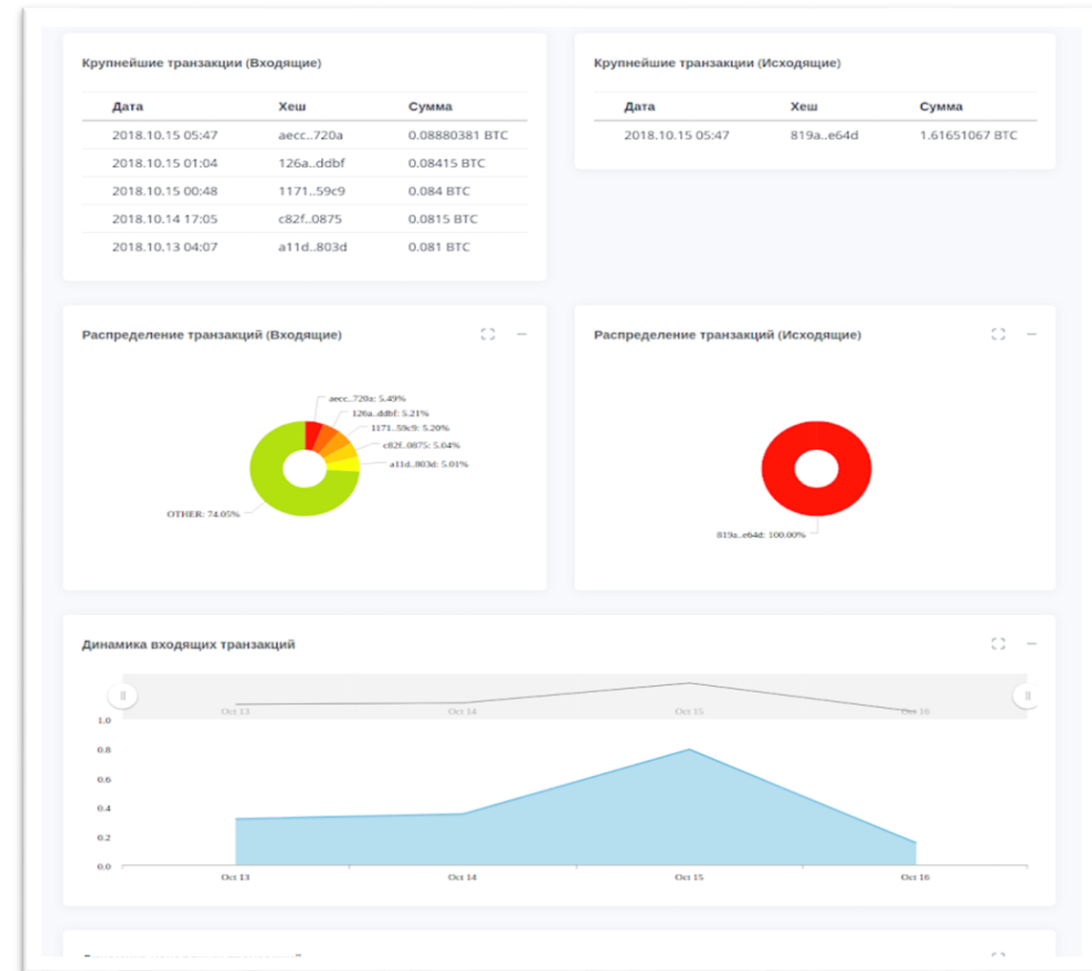 Крупнейшие транзакции (Входящие)
Дата Хеш Сумма
2018.10.15 05:47 aecc..720a 0.08880381 BTC
2018.10.15 01:04 126a..ddbf 0.08415 BTC
2018.10.15 00:48 1171..59c9 0.084 BTC
2018.10.14 17:05 c82f..0875 0.0815 BTC
2018.10.13 04:07 a11d..803d 0.081 BTC
Крупнейшие транзакции (Исходящие)
Дата Хеш Сумма
2018.10.15 05:47 819a..e64d 1.61651067 BTC
Распределение транзакций (Входящие)
aecc..720a: 5.49%
126a..ddbf: 5.21%
1171..59c9: 5.20%
c82f..0875: 5.04%
a11d..803d: 5.01%
OTHER: 74.05%
Распределение транзакций (Исходящие)
819a..e64d: 100.00%
Динамика входящих транзакций
Oct 13 Oct 14 Oct 15 Oct 16
1.0
0.8
0.6
0.4
0.2
0.0
Oct 13 Oct 14 Oct 15 Oct 16